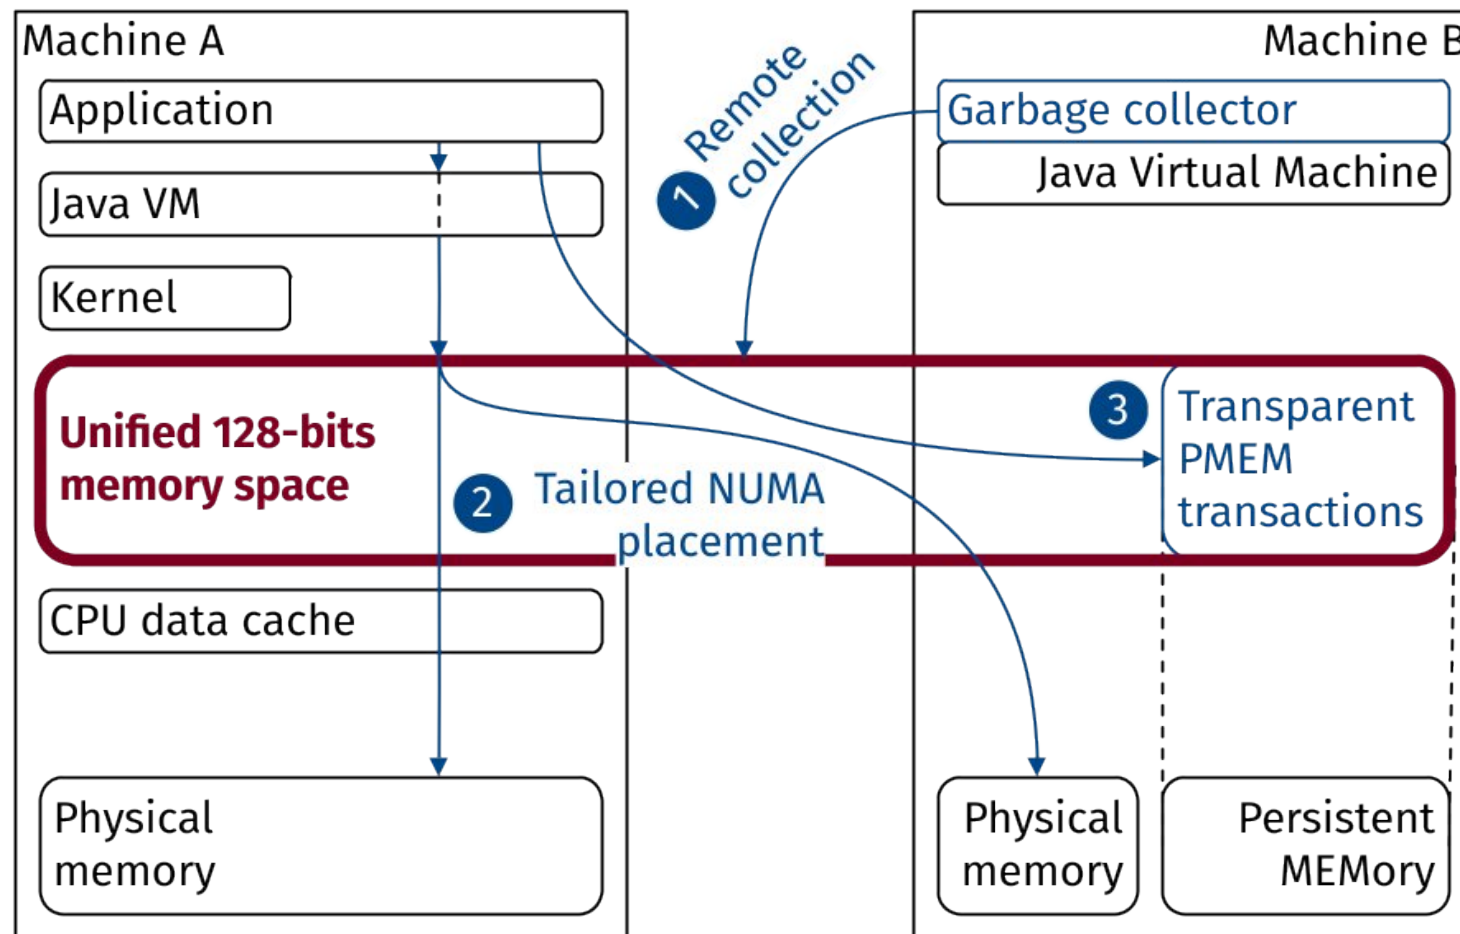 Machine A
Application
Java VM
Kernel
1 Remote
collection
Machine B
Garbage collector
Java Virtual Machine
Unified 128-bits
memory space
2 Tailored NUMA
placement
3 Transparent
PMEM
transactions
CPU data cache
Physical
memory
Physical
memory
Persistent
MEMory